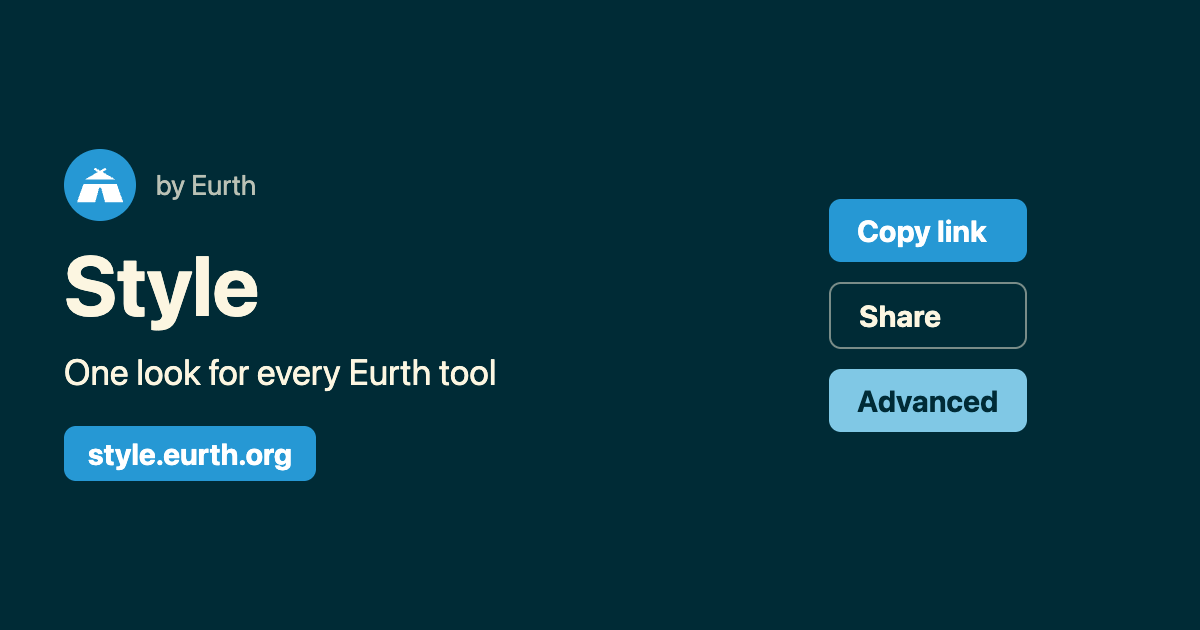 by Eurth
Style
One look for every Eurth tool
style.eurth.org
Copy link
Share
Advanced